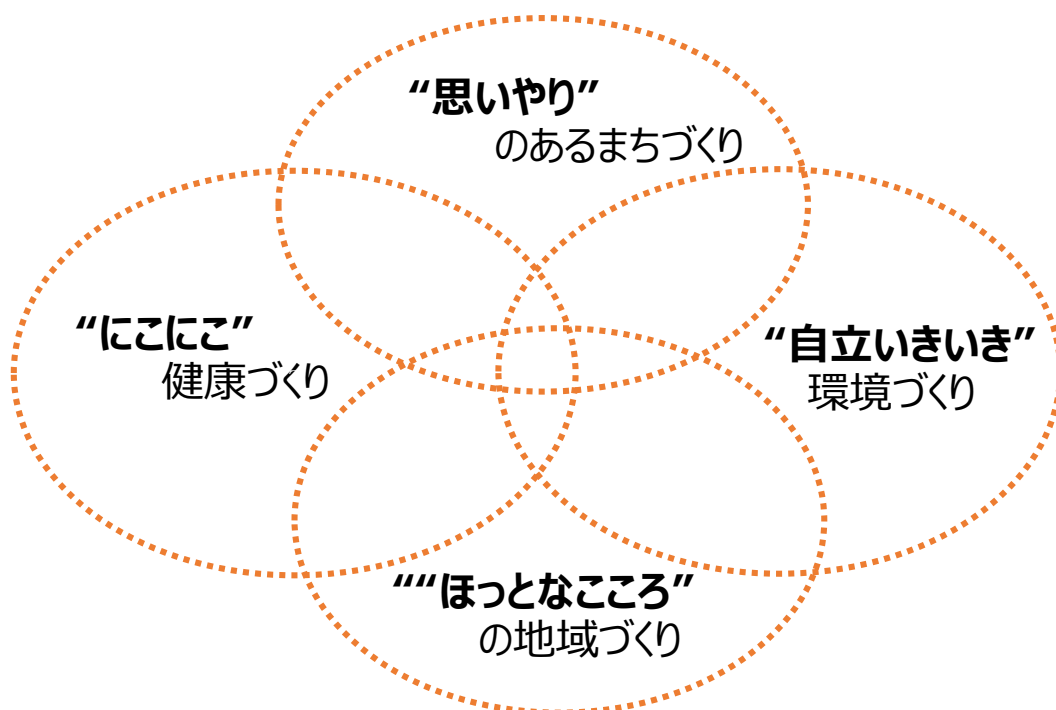 “思いやり”
のあるまちづくり
“にこにこ”
健康づくり
“自立いきいき”
環境づくり
““ほっとなこころ”
の地域づくり